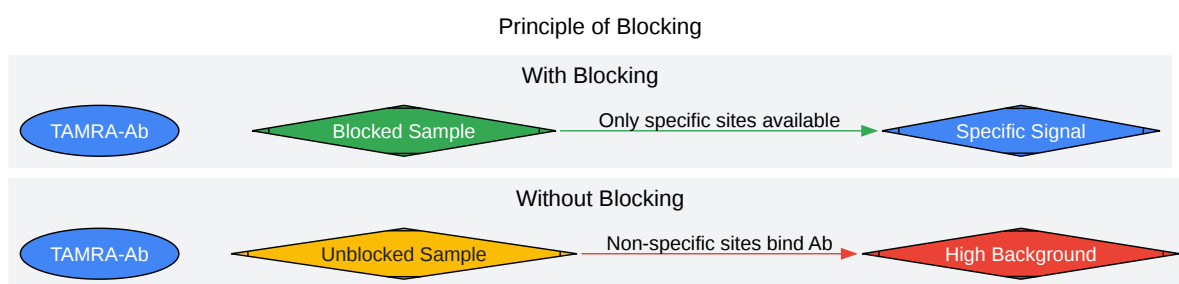 Principle of Blocking
With Blocking
TAMRA-Ab
Blocked Sample
Only specific sites available
Specific Signal
Without Blocking
TAMRA-Ab
Unblocked Sample
Non-specific sites bind Ab
High Background